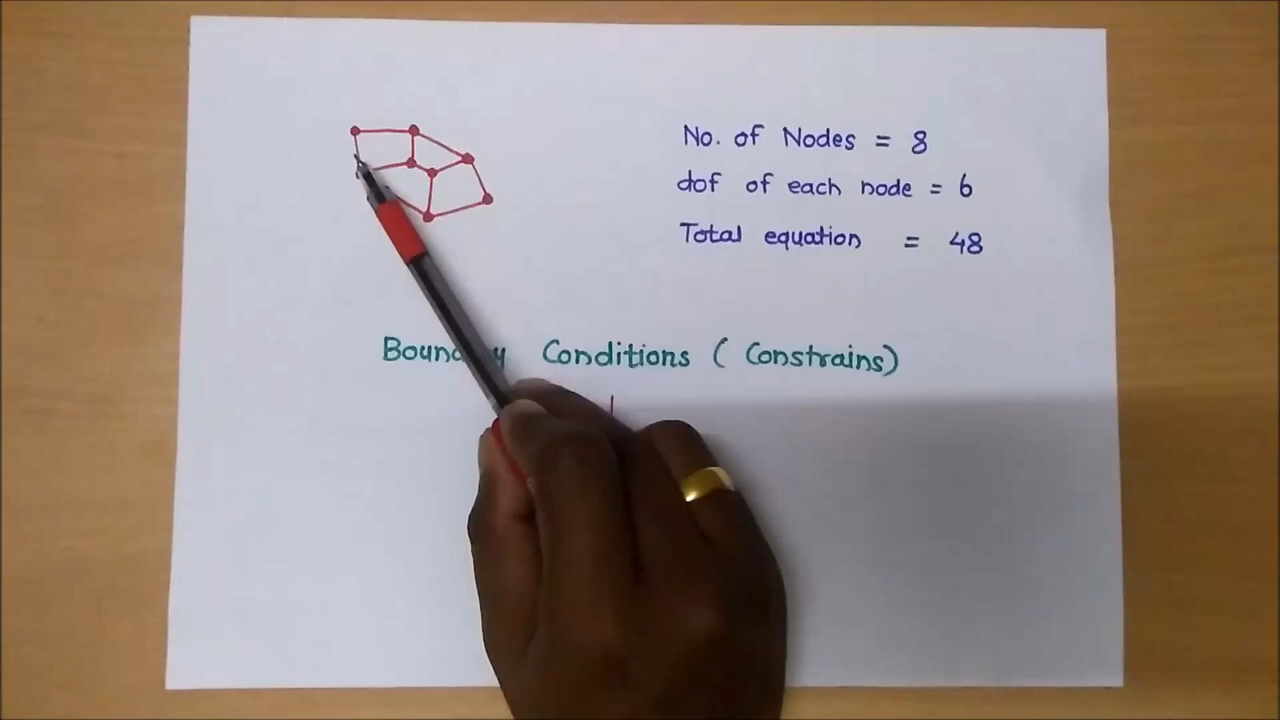 No. of Nodes = 8
dof of each node = 6
Total equation = 48
Conditions ( Constrains)